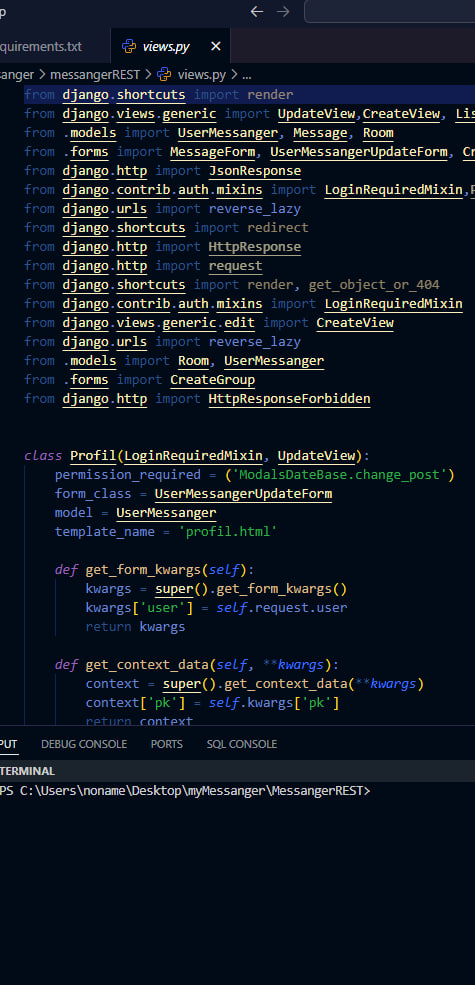 quirements.txt
views.py
messangerREST > views.py > ...
from django.shortcuts import render
from django.views.generic import UpdateView,CreateView,
from .models import UserMessanger, Message, Room
from .forms import MessageForm, UserMessangerUpdateForm,
from django.http import JsonResponse
from django.contrib.auth.mixins import LoginRequiredMixin,
from django.urls import reverse_lazy
from django.shortcuts import redirect
from django.http import HttpResponse
from django.http import request
from django.shortcuts import render, get_object_or_404
from django.contrib.auth.mixins import LoginRequiredMixin
from django.views.generic.edit import CreateView
from django.urls import reverse_lazy
from .models import Room, UserMessanger
from .forms import CreateGroup
from django.http import HttpResponseForbidden
class Profil(LoginRequiredMixin, UpdateView):
permission_required = ('ModalsDateBase.change_post')
form_class = UserMessangerUpdateForm
model = UserMessanger
template_name = 'profil.html'
def get_form_kwargs(self):
kwargs = super().get_form_kwargs()
kwargs['user'] = self.request.user
return kwargs
def get_context_data(self, **kwargs):
context = super().get_context_data(**kwargs)
context['pk'] = self.kwargs['pk']
return context
PUT DEBUG CONSOLE PORTS SQL CONSOLE
TERMINAL
PS C:\Users\noname\Desktop\myMessanger\MessangerREST>